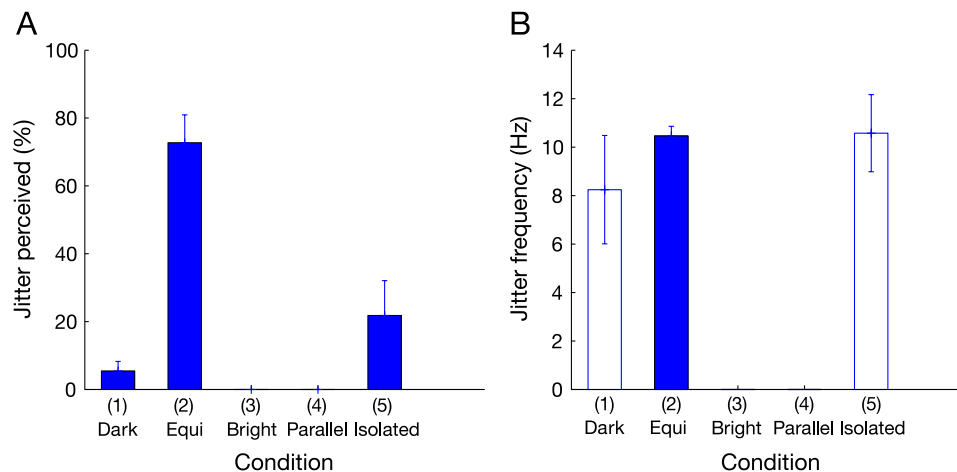 A
Jitter perceived (%)
100
80
60
40
20
0
(1) (2) (3) (4) (5)
Dark Equi Bright Parallel Isolated
Condition
B
Jitter frequency (Hz)
14
12
10
8
6
4
2
0
(1) (2) (3) (4) (5)
Dark Equi Bright Parallel Isolated
Condition